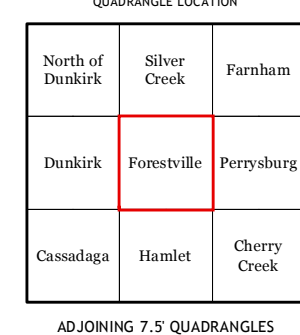 QUADRANGLE LOCATION
North of
Dunkirk
Silver
Creek
Farnham
Dunkirk
Forestville
Perrysburg
Cassadaga
Hamlet
Cherry
Creek
ADJOINING 7.5' QUADRANGLES